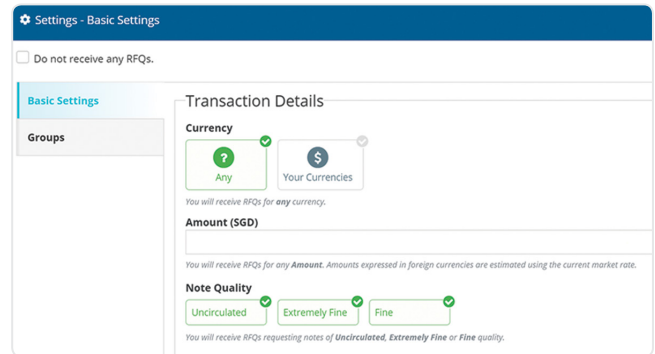 Settings - Basic Settings
Do not receive any RFQs.
Basic Settings
Groups
Transaction Details
Currency
?
Any
$
Your Currencies
You will receive RFQs for any currency.
Amount (SGD)
You will receive RFQs for any Amount. Amounts expressed in foreign currencies are estimated using the current market rate.
Note Quality
Uncirculated
Extremely Fine
Fine
You will receive RFQs requesting notes of Uncirculated, Extremely Fine or Fine quality.